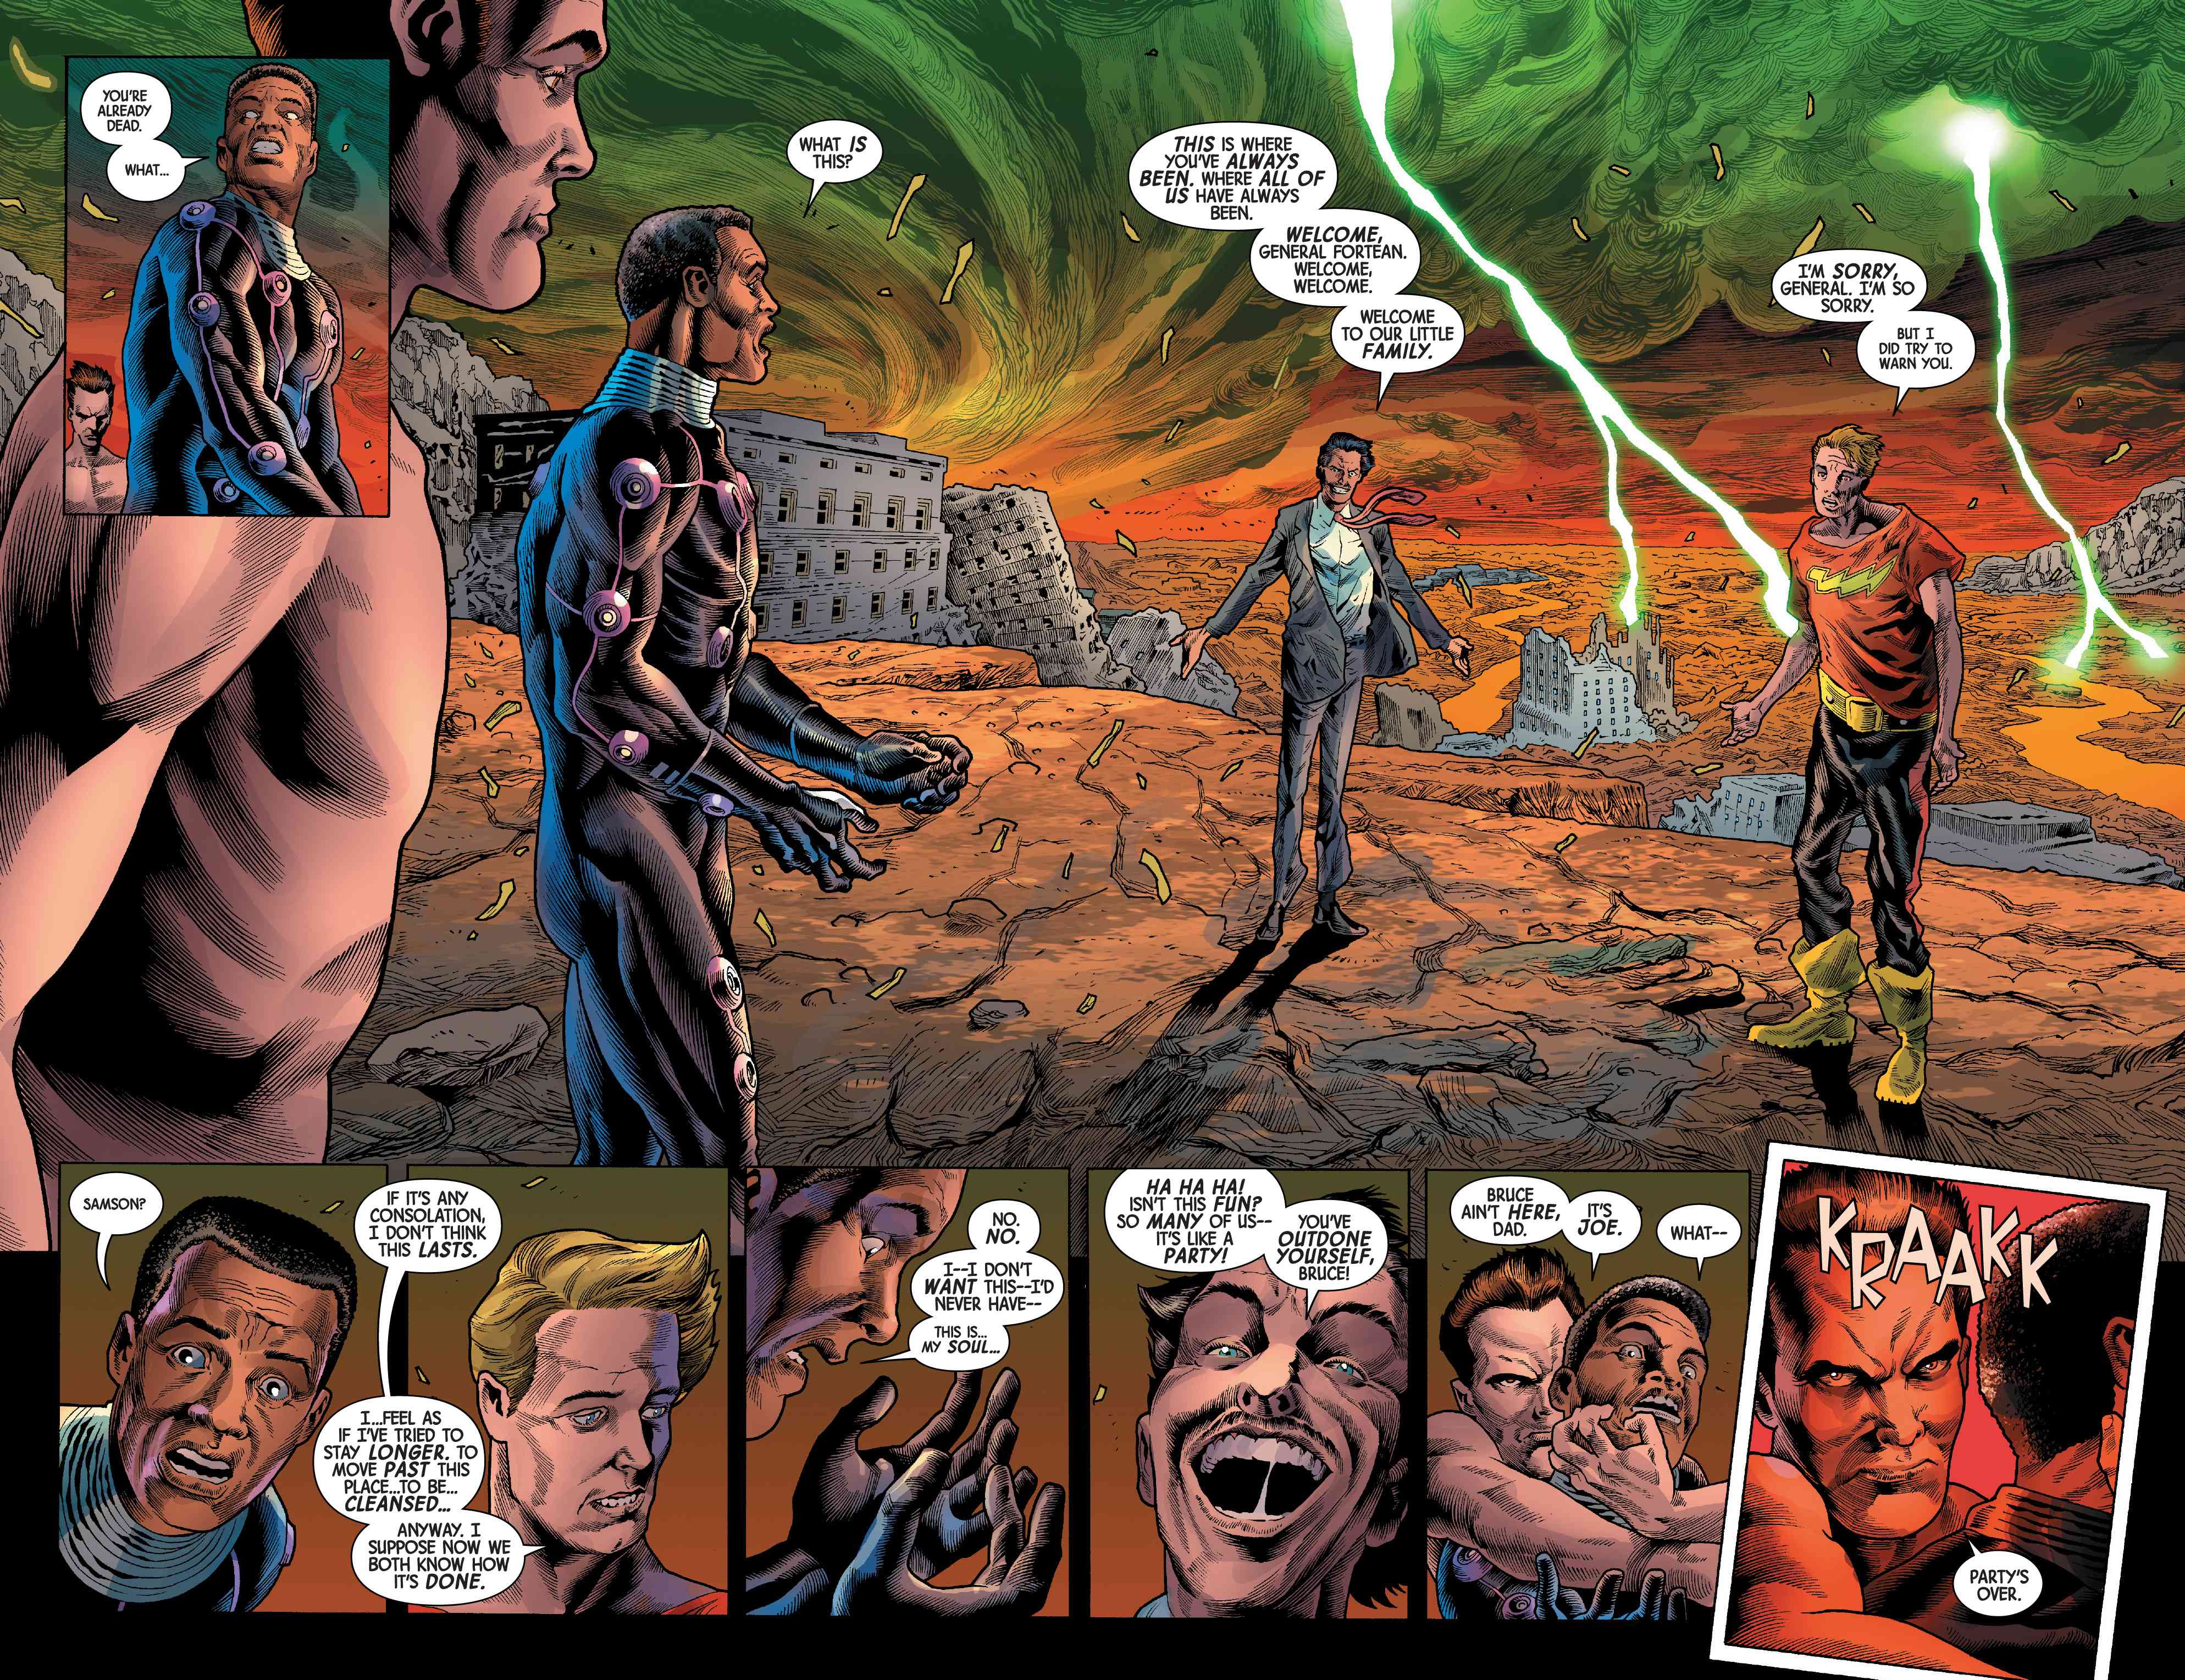 YOU'RE
ALREADY
DEAD.
WHAT...
WHAT IS
THIS?
THIS IS WHERE
YOU'VE ALWAYS
BEEN. WHERE ALL OF
US HAVE ALWAYS
BEEN.
WELCOME,
GENERAL FORTEAN.
WELCOME,
WELCOME.
WELCOME
TO OUR LITTLE
FAMILY.
I'M SORRY,
GENERAL. I'M SO
SORRY.
BUT I
DID TRY TO
WARN YOU.
SAMSON?
IF IT'S ANY
CONSOLATION,
I DON'T THINK
THIS LASTS.
I...FEEL AS
IF I'VE TRIED TO
STAY LONGER. TO
MOVE PAST THIS
PLACE...TO BE...
CLEANSED...
ANYWAY. I
SUPPOSE NOW WE
BOTH KNOW HOW
IT'S DONE.
NO.
NO.
I--I DON'T
WANT THIS--I'D
NEVER HAVE--
THIS IS...
MY SOUL...
HA HA HA!
ISN'T THIS FUN?
SO MANY OF US--
IT'S LIKE A
PARTY!
YOU'VE
OUTDONE
YOURSELF,
BRUCE!
BRUCE
AIN'T HERE,
DAD.
IT'S
JOE.
WHAT--
KRAAKK
PARTY'S
OVER.